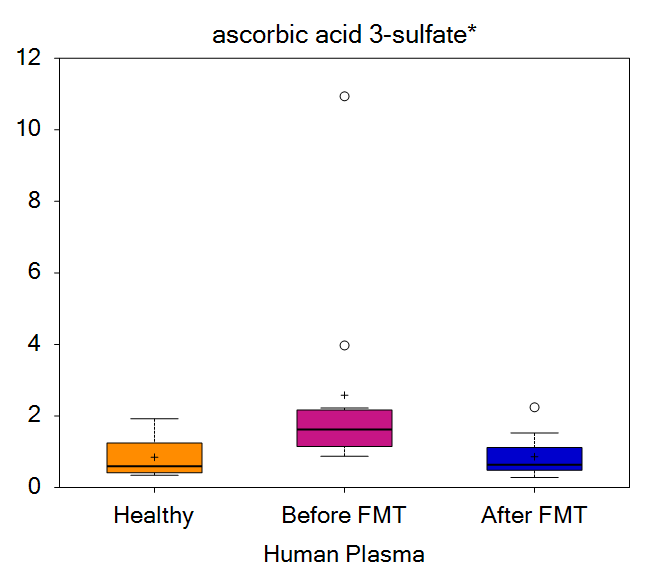 ascorbic acid 3-sulfate*
12
10
8
6
4
2
0
Healthy Before FMT After FMT
Human Plasma